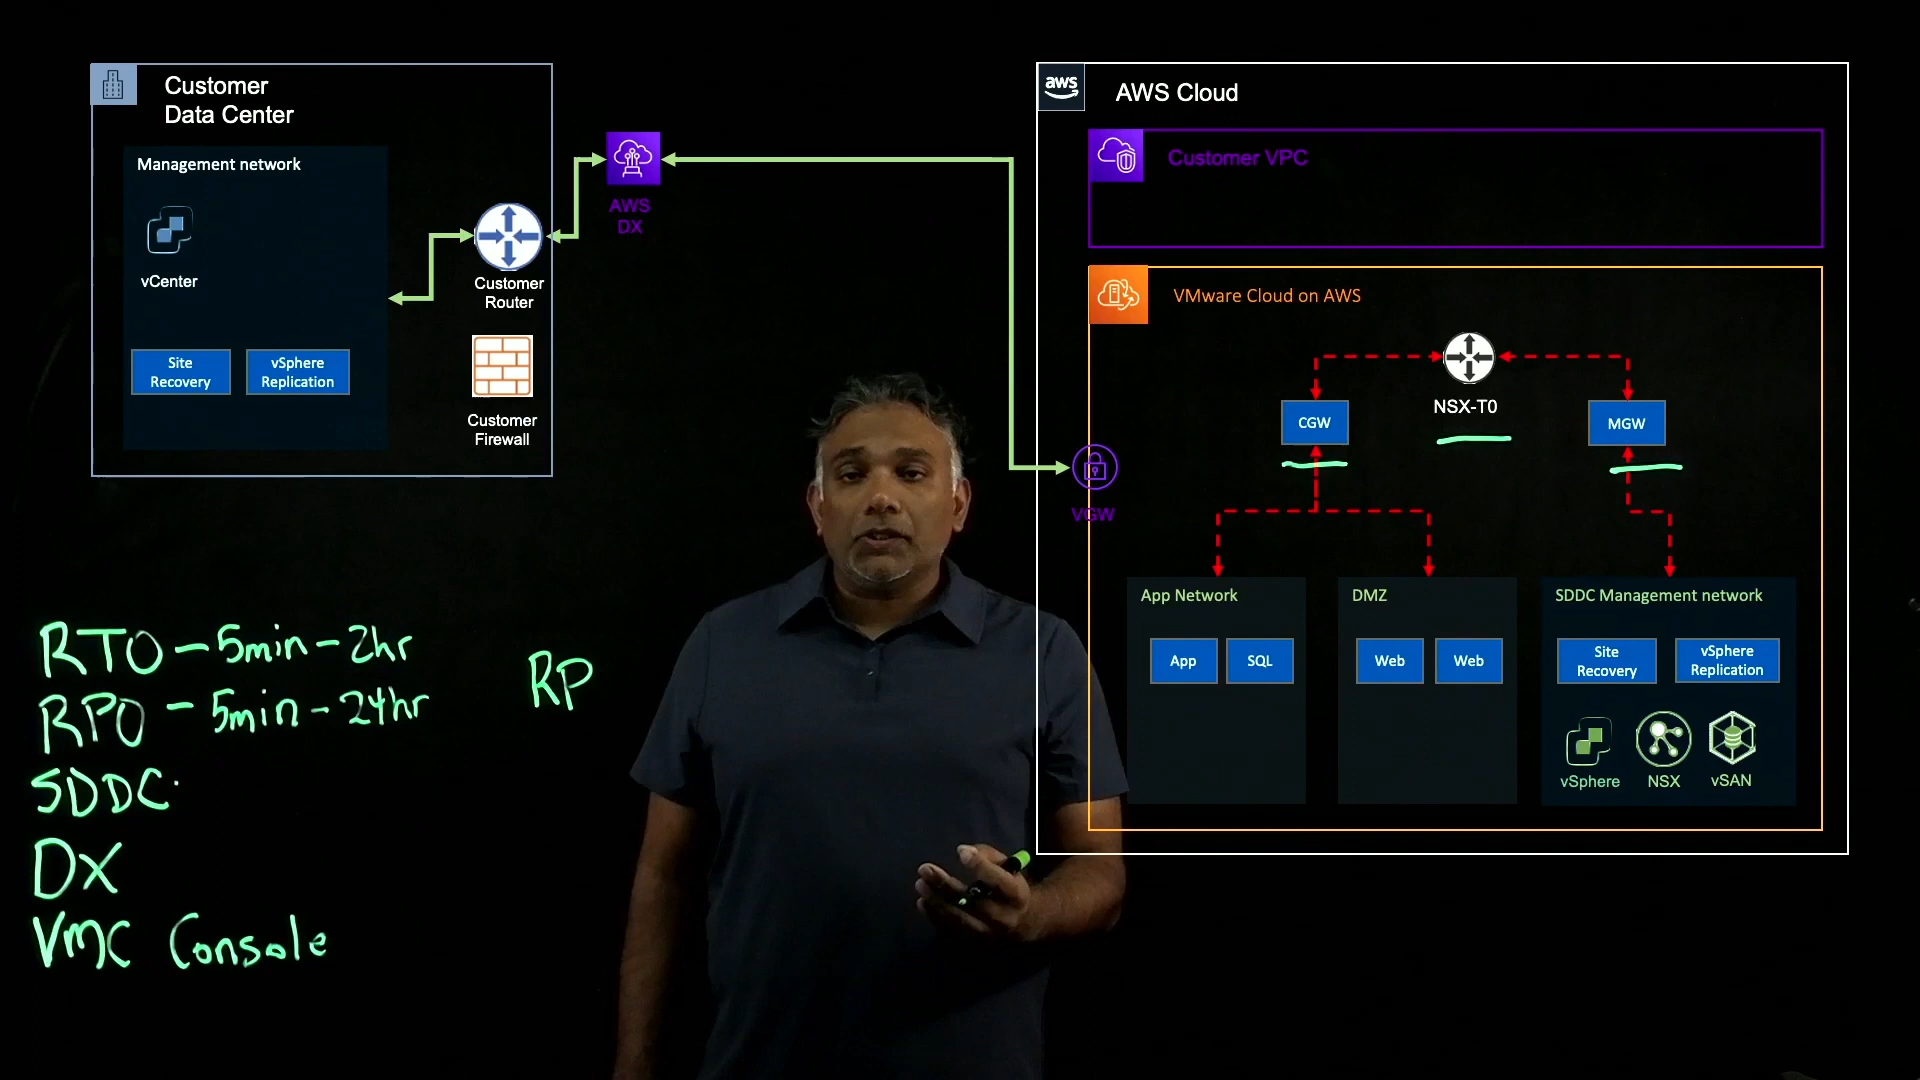 Customer
Data Center
Management network
vCenter
Site
Recovery
vSphere
Replication
Customer
Router
Customer
Firewall
AWS
DX
aws
AWS Cloud
Customer VPC
VMware Cloud on AWS
NSX-T0
CGW
MGW
VGW
App Network
App
SQL
DMZ
Web
Web
SDDC Management network
Site
Recovery
vSphere
Replication
vSphere
NSX
vSAN
RTO - 5min - 2hr
RPO - 5min - 24hr
SDDC
DX
VMC Console
RP